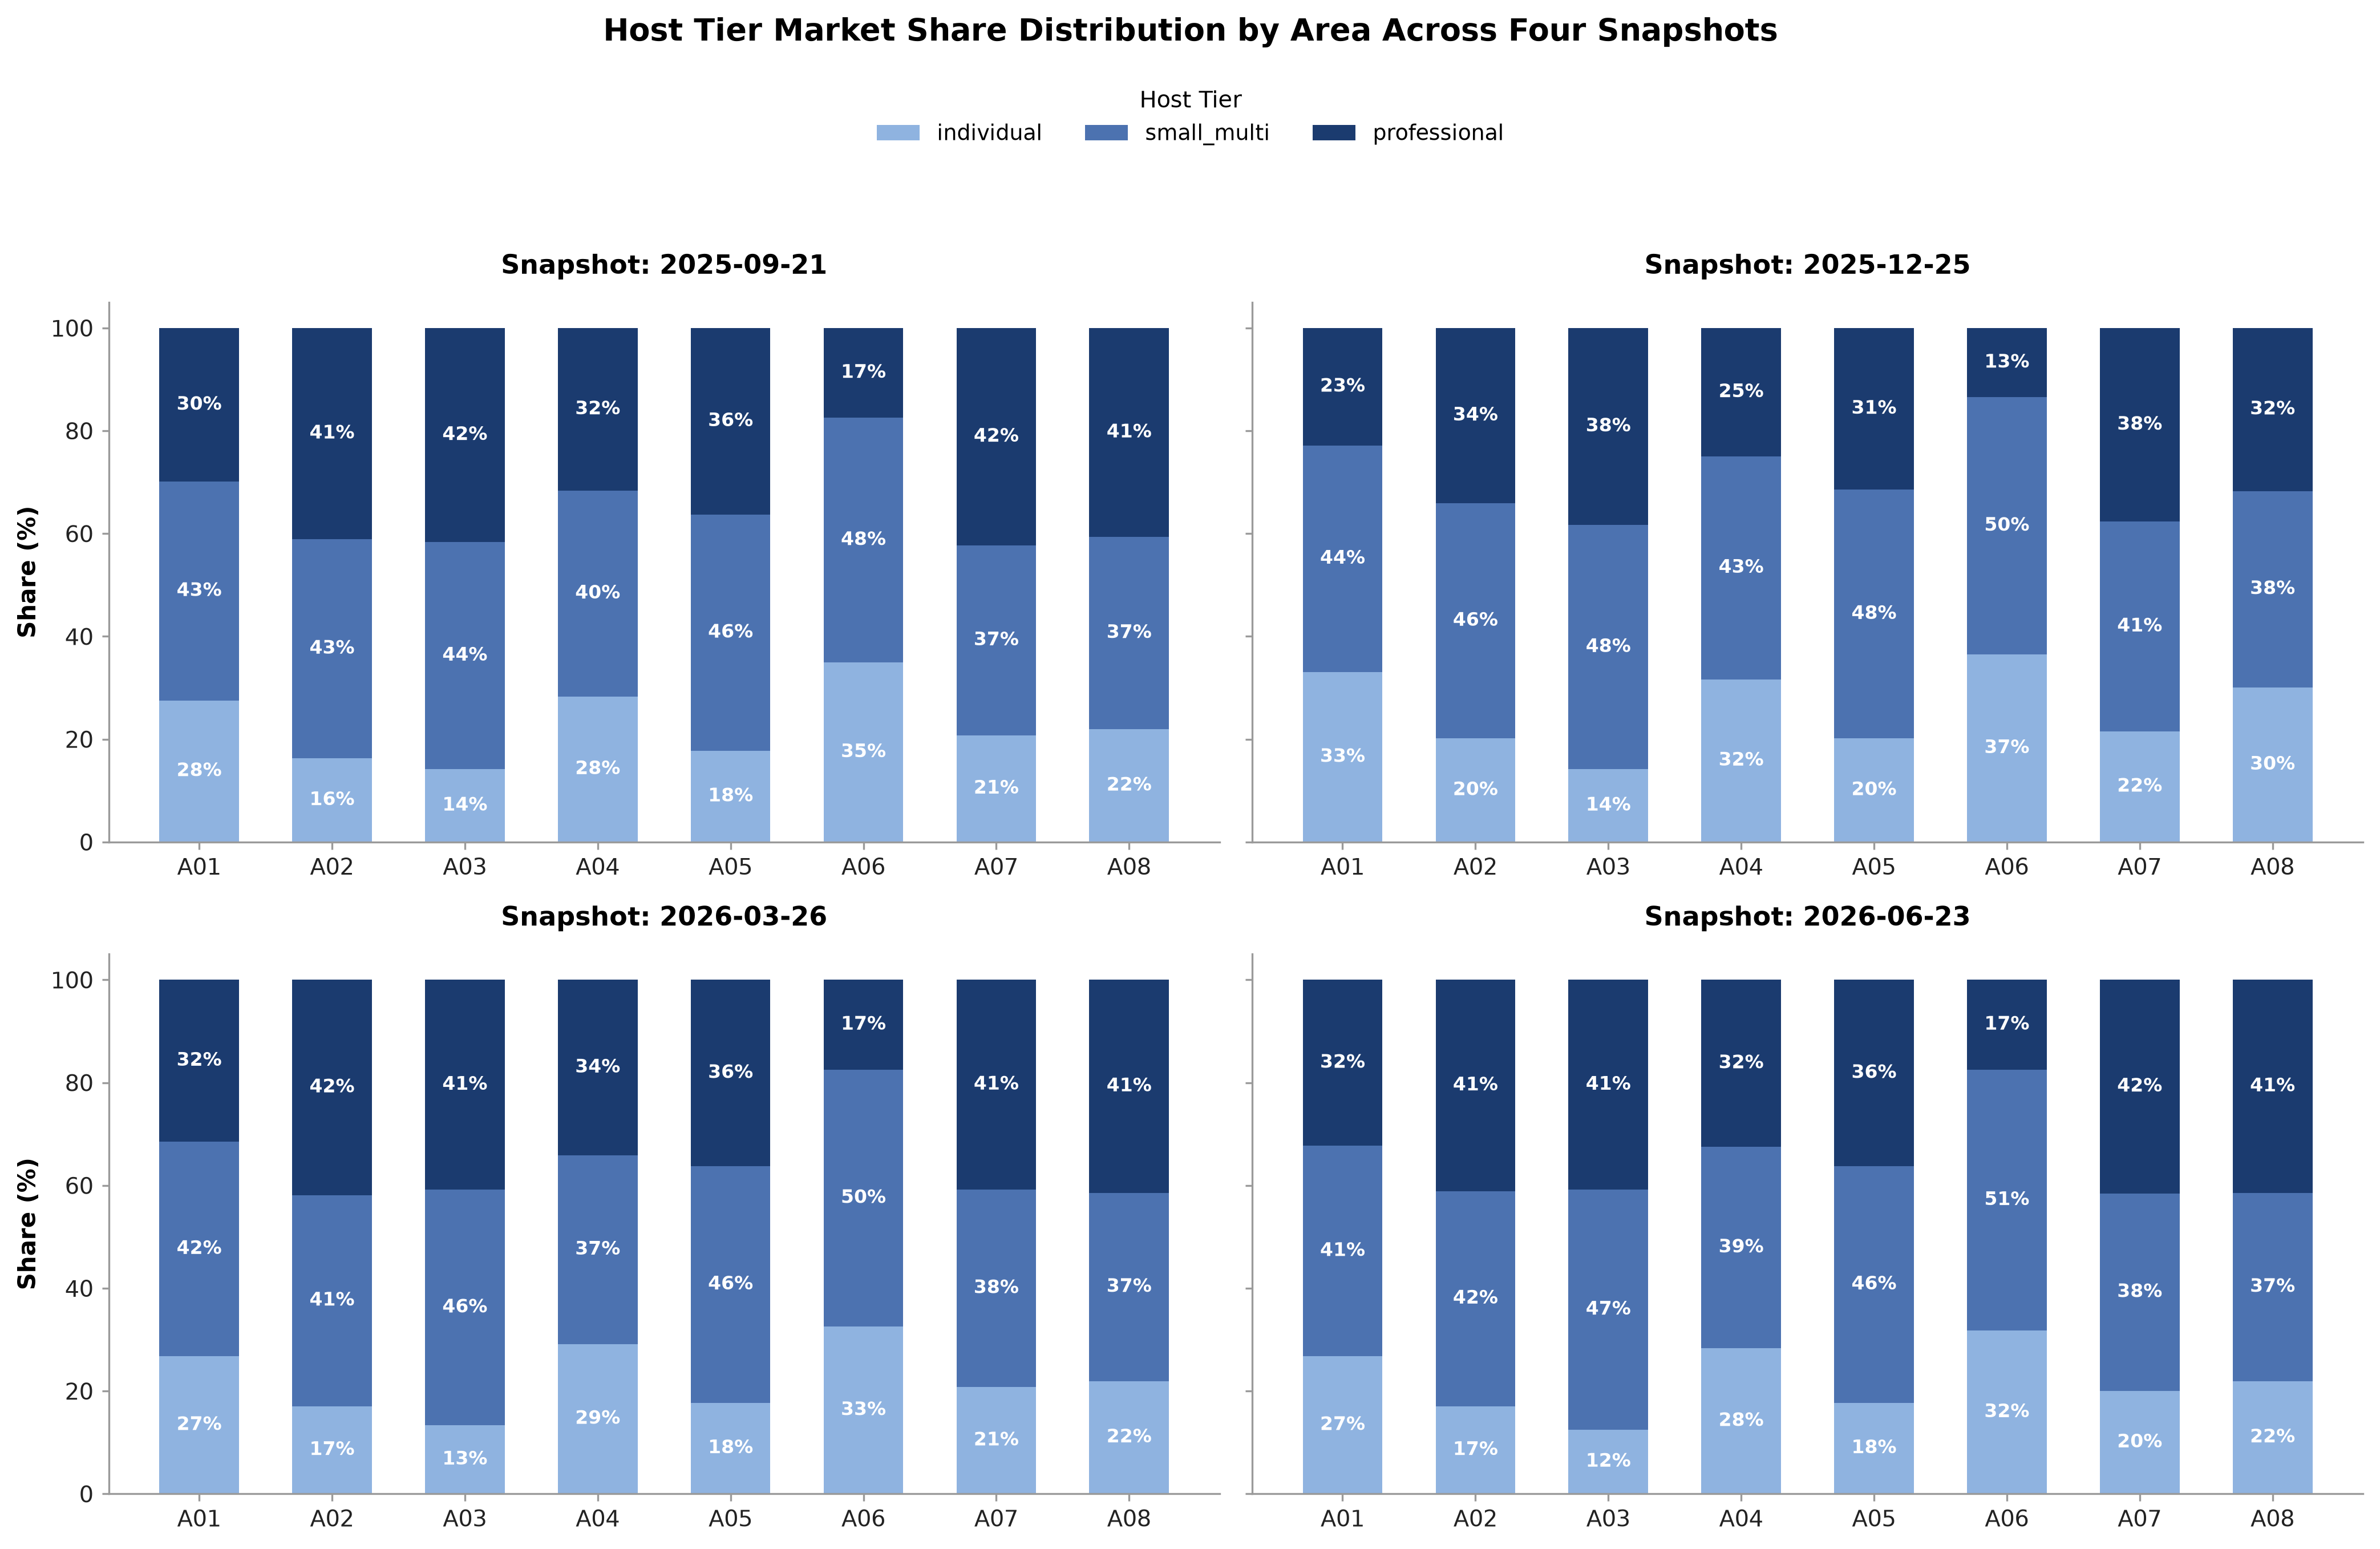 Host Tier Market Share Distribution by Area Across Four Snapshots
Host Tier
individual small_multi professional
Snapshot: 2025-09-21
Share (%)
100
80
60
40
20
0
30% 41% 42% 32% 36% 17% 42% 41%
43% 43% 44% 40% 46% 48% 37% 37%
28% 16% 14% 28% 18% 35% 21% 22%
A01 A02 A03 A04 A05 A06 A07 A08
Snapshot: 2025-12-25
23% 34% 38% 25% 31% 13% 38% 32%
44% 46% 48% 43% 48% 50% 41% 38%
33% 20% 14% 32% 20% 37% 22% 30%
A01 A02 A03 A04 A05 A06 A07 A08
Snapshot: 2026-03-26
Share (%)
100
80
60
40
20
0
32% 42% 41% 34% 36% 17% 41% 41%
42% 41% 46% 37% 46% 50% 38% 37%
27% 17% 13% 29% 18% 33% 21% 22%
A01 A02 A03 A04 A05 A06 A07 A08
Snapshot: 2026-06-23
32% 41% 41% 32% 36% 17% 42% 41%
41% 42% 47% 39% 46% 51% 38% 37%
27% 17% 12% 28% 18% 32% 20% 22%
A01 A02 A03 A04 A05 A06 A07 A08